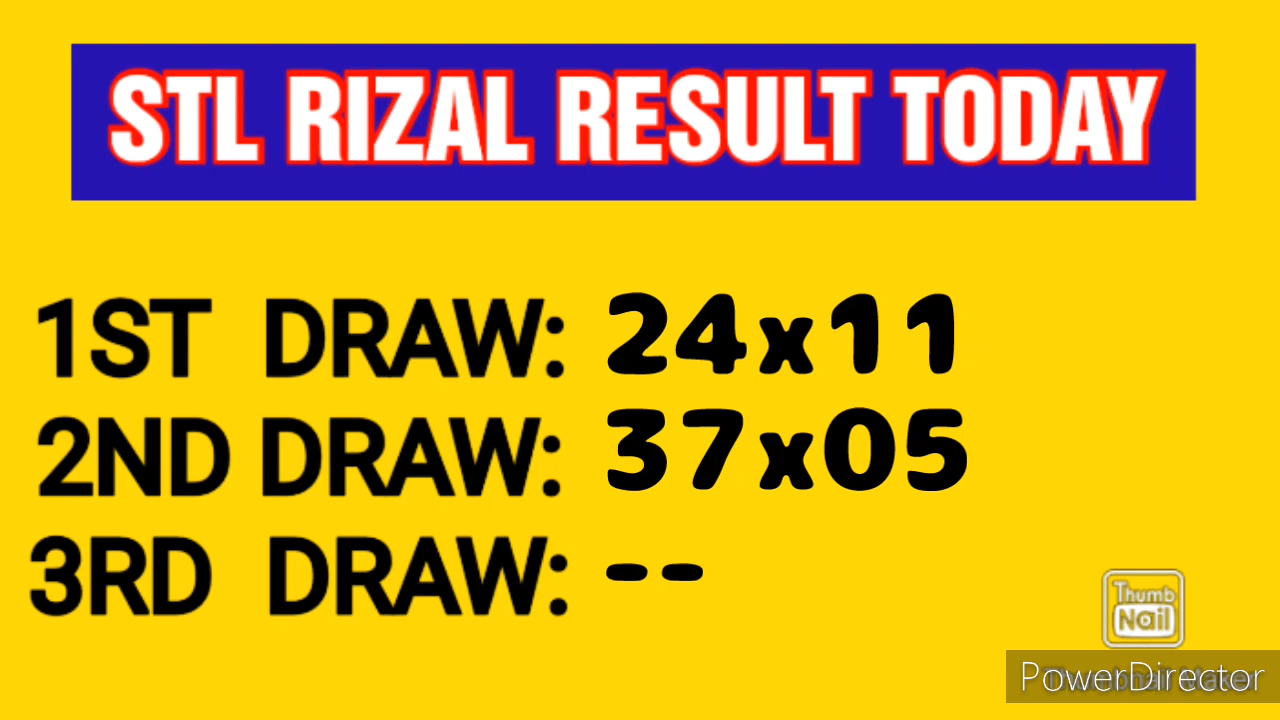 STL RIZAL RESULT TODAY
1ST DRAW: 24x11
2ND DRAW: 37x05
3RD DRAW: --
Thumb
Nail
PowerDirector